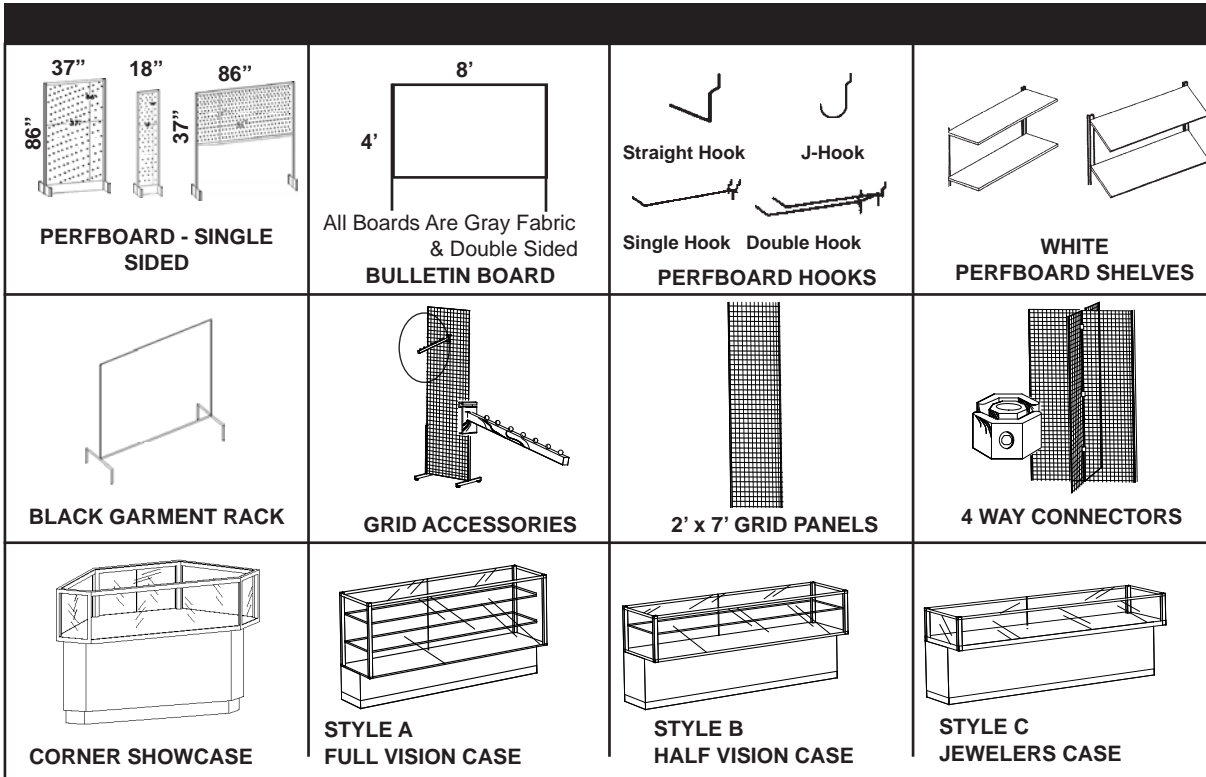 37”
18”
86”
86”
37”
PERFBOARD - SINGLE
SIDED
8’
4’
All Boards Are Gray Fabric
& Double Sided
BULLETIN BOARD
Straight Hook
J-Hook
Single Hook
Double Hook
PERFBOARD HOOKS
WHITE
PERFBOARD SHELVES
BLACK GARMENT RACK
GRID ACCESSORIES
2’ x 7’ GRID PANELS
4 WAY CONNECTORS
CORNER SHOWCASE
STYLE A
FULL VISION CASE
STYLE B
HALF VISION CASE
STYLE C
JEWELERS CASE